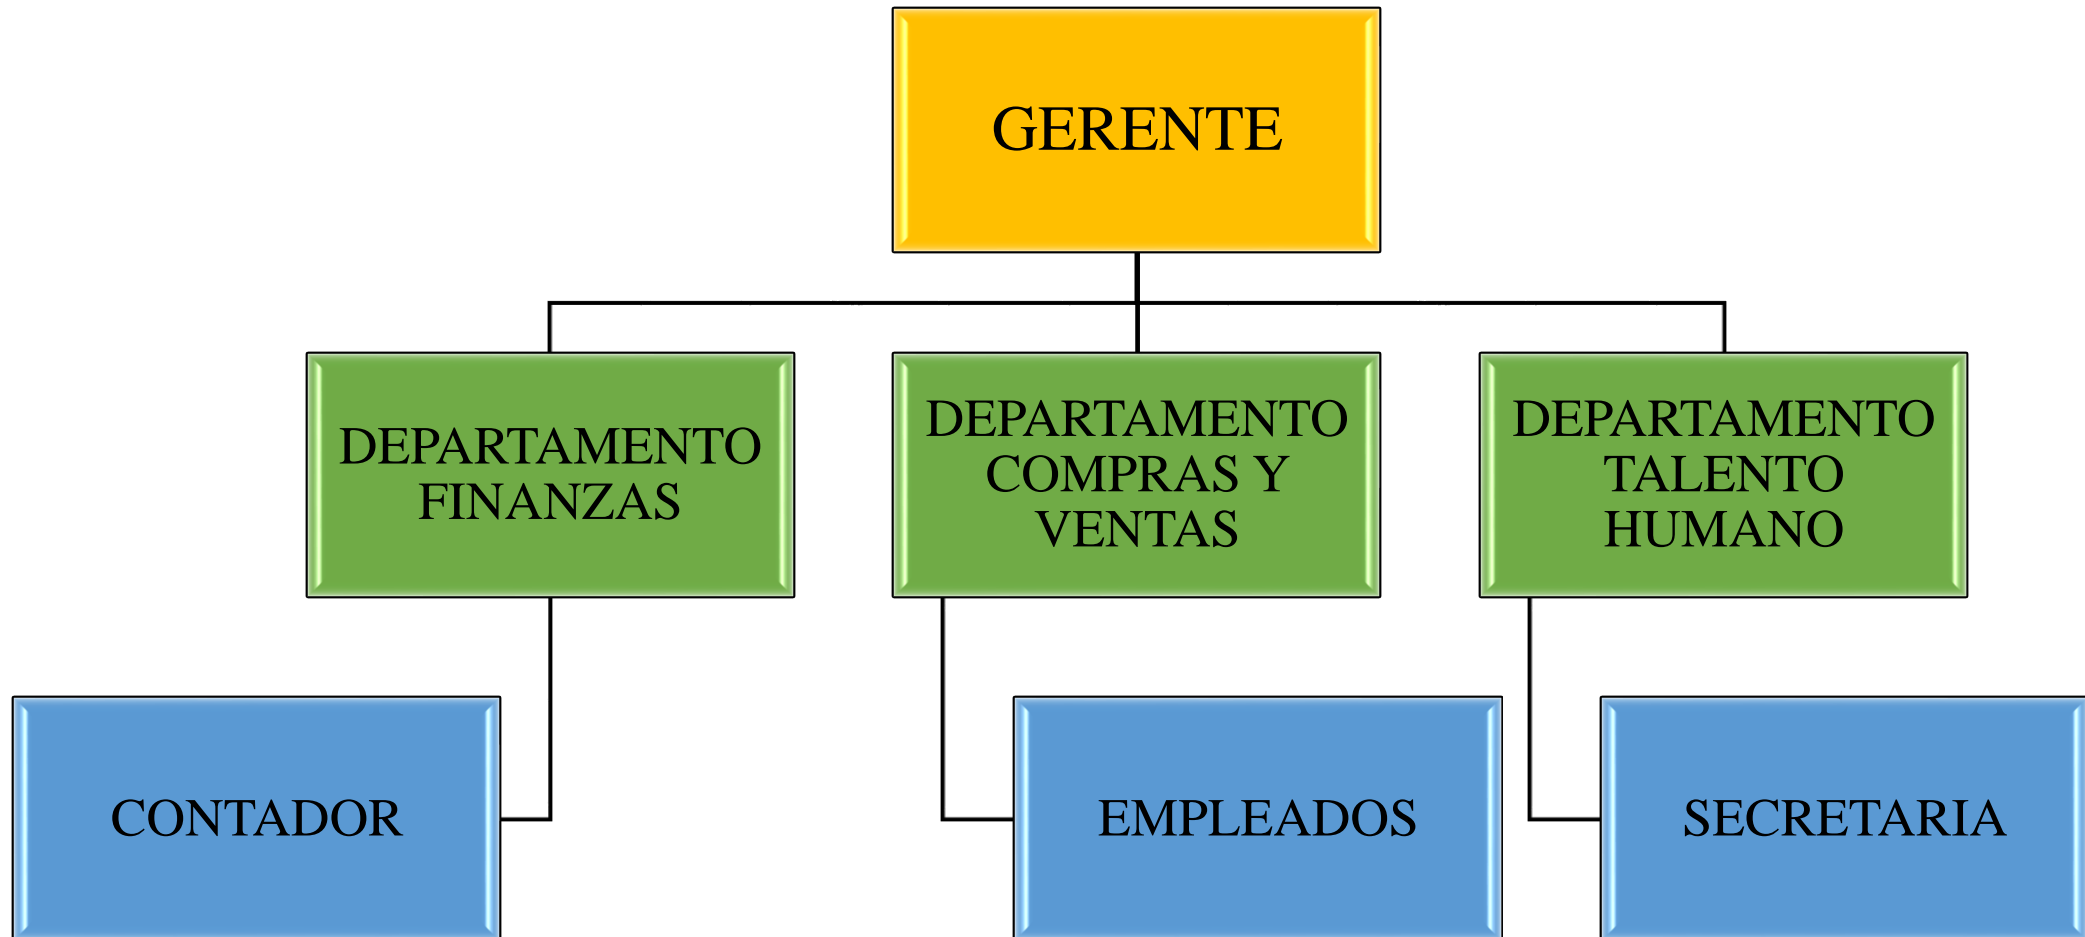 GERENTE
DEPARTAMENTO
FINANZAS
DEPARTAMENTO
COMPRAS Y
VENTAS
DEPARTAMENTO
TALENTO
HUMANO
CONTADOR
EMPLEADOS
SECRETARIA